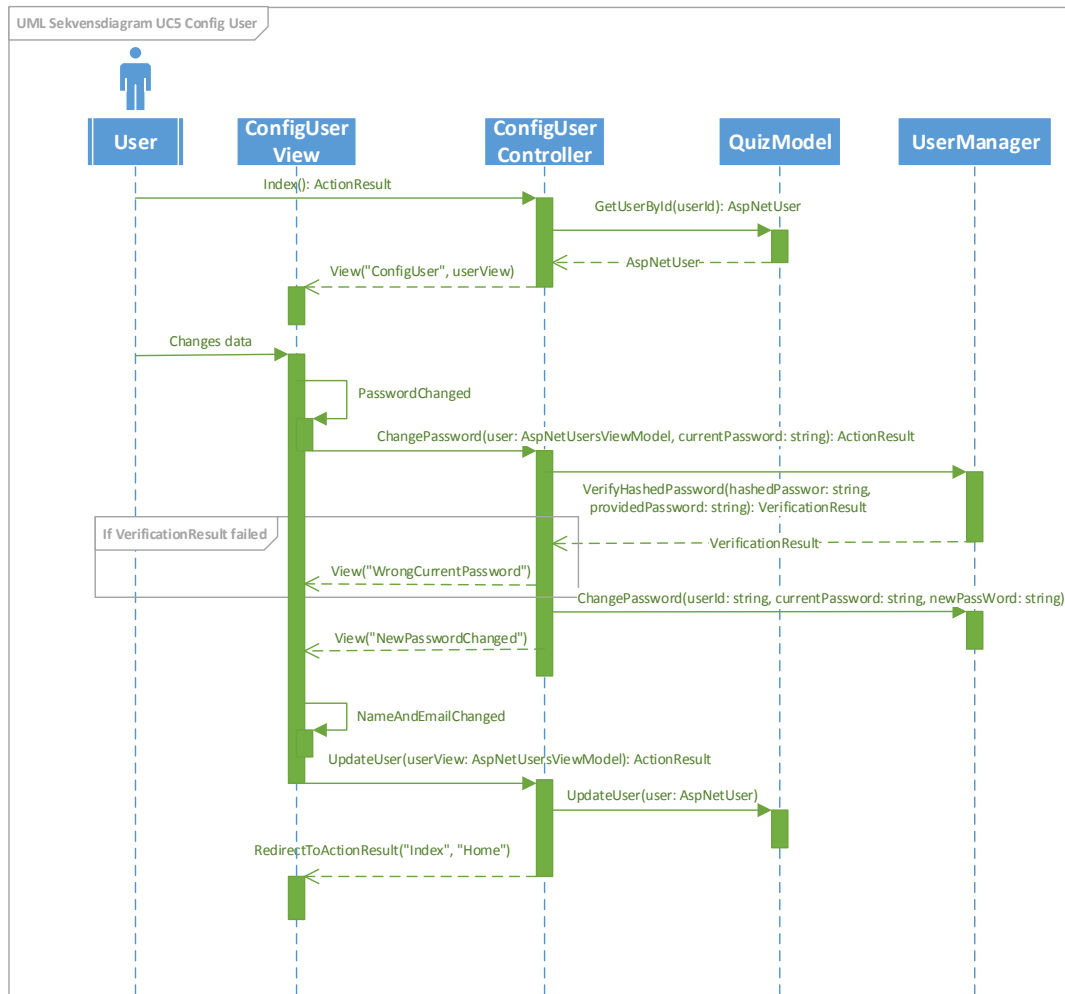 UML Sekvensdiagram UC5 Config User
User
ConfigUser
View
ConfigUser
Controller
QuizModel
UserManager
Index(): ActionResult
GetUserById(userId): AspNetUser
AspNetUser
View("ConfigUser", userView)
Changes data
PasswordChanged
ChangePassword(user: AspNetUsersViewModel, currentPassword: string): ActionResult
VerifyHashedPassword(hashedPasswor: string,
providedPassword: string): VerificationResult
If VerificationResult failed
VerificationResult
View("WrongCurrentPassword")
ChangePassword(userId: string, currentPassword: string, newPassWord: string)
View("NewPasswordChanged")
NameAndEmailChanged
UpdateUser(userView: AspNetUsersViewModel): ActionResult
UpdateUser(user: AspNetUser)
RedirectToActionResult("Index", "Home")